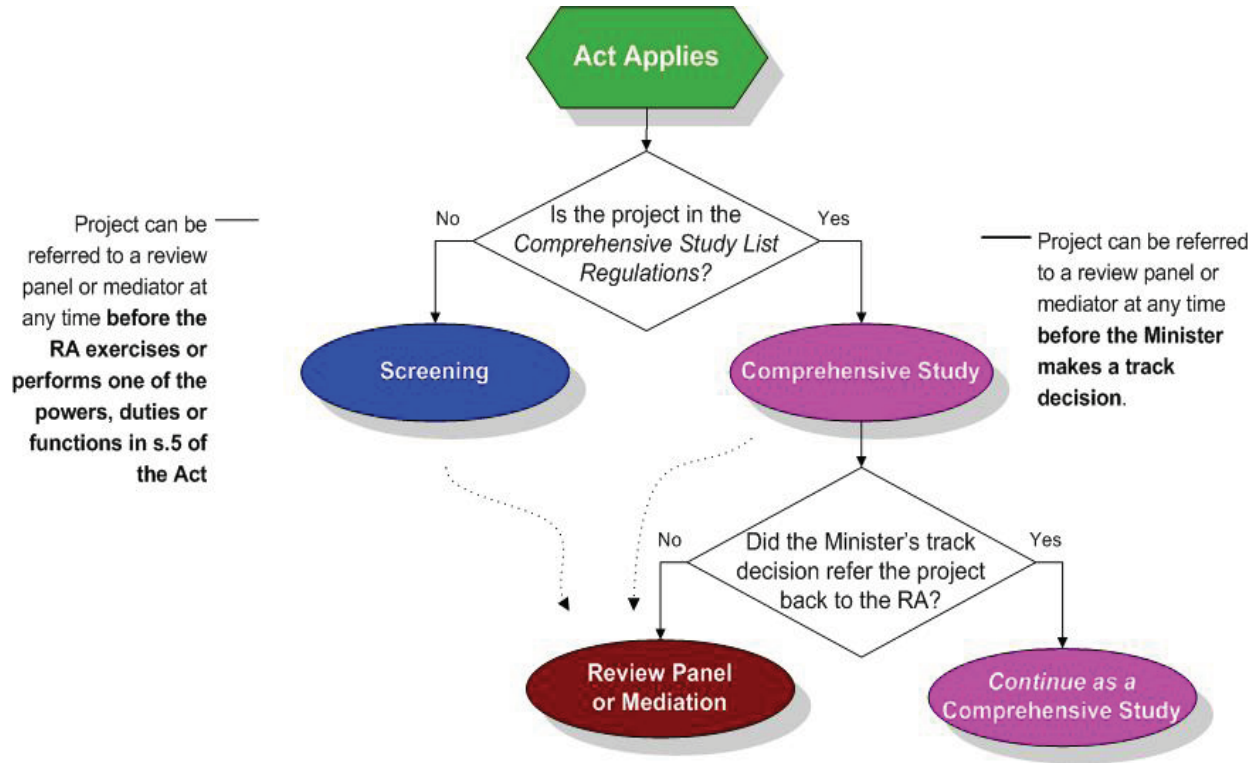 Act Applies
No
Is the project in the
Comprehensive Study List
Regulations?
Yes
Project can be
referred to a review
panel or mediator at
any time before the
RA exercises or
performs one of the
powers, duties or
functions in s.5 of
the Act
Project can be referred
to a review panel or
mediator at any time
before the Minister
makes a track
decision.
Screening
Comprehensive Study
No
Did the Minister’s track
decision refer the project
back to the RA?
Yes
Review Panel
or Mediation
Continue as a
Comprehensive Study